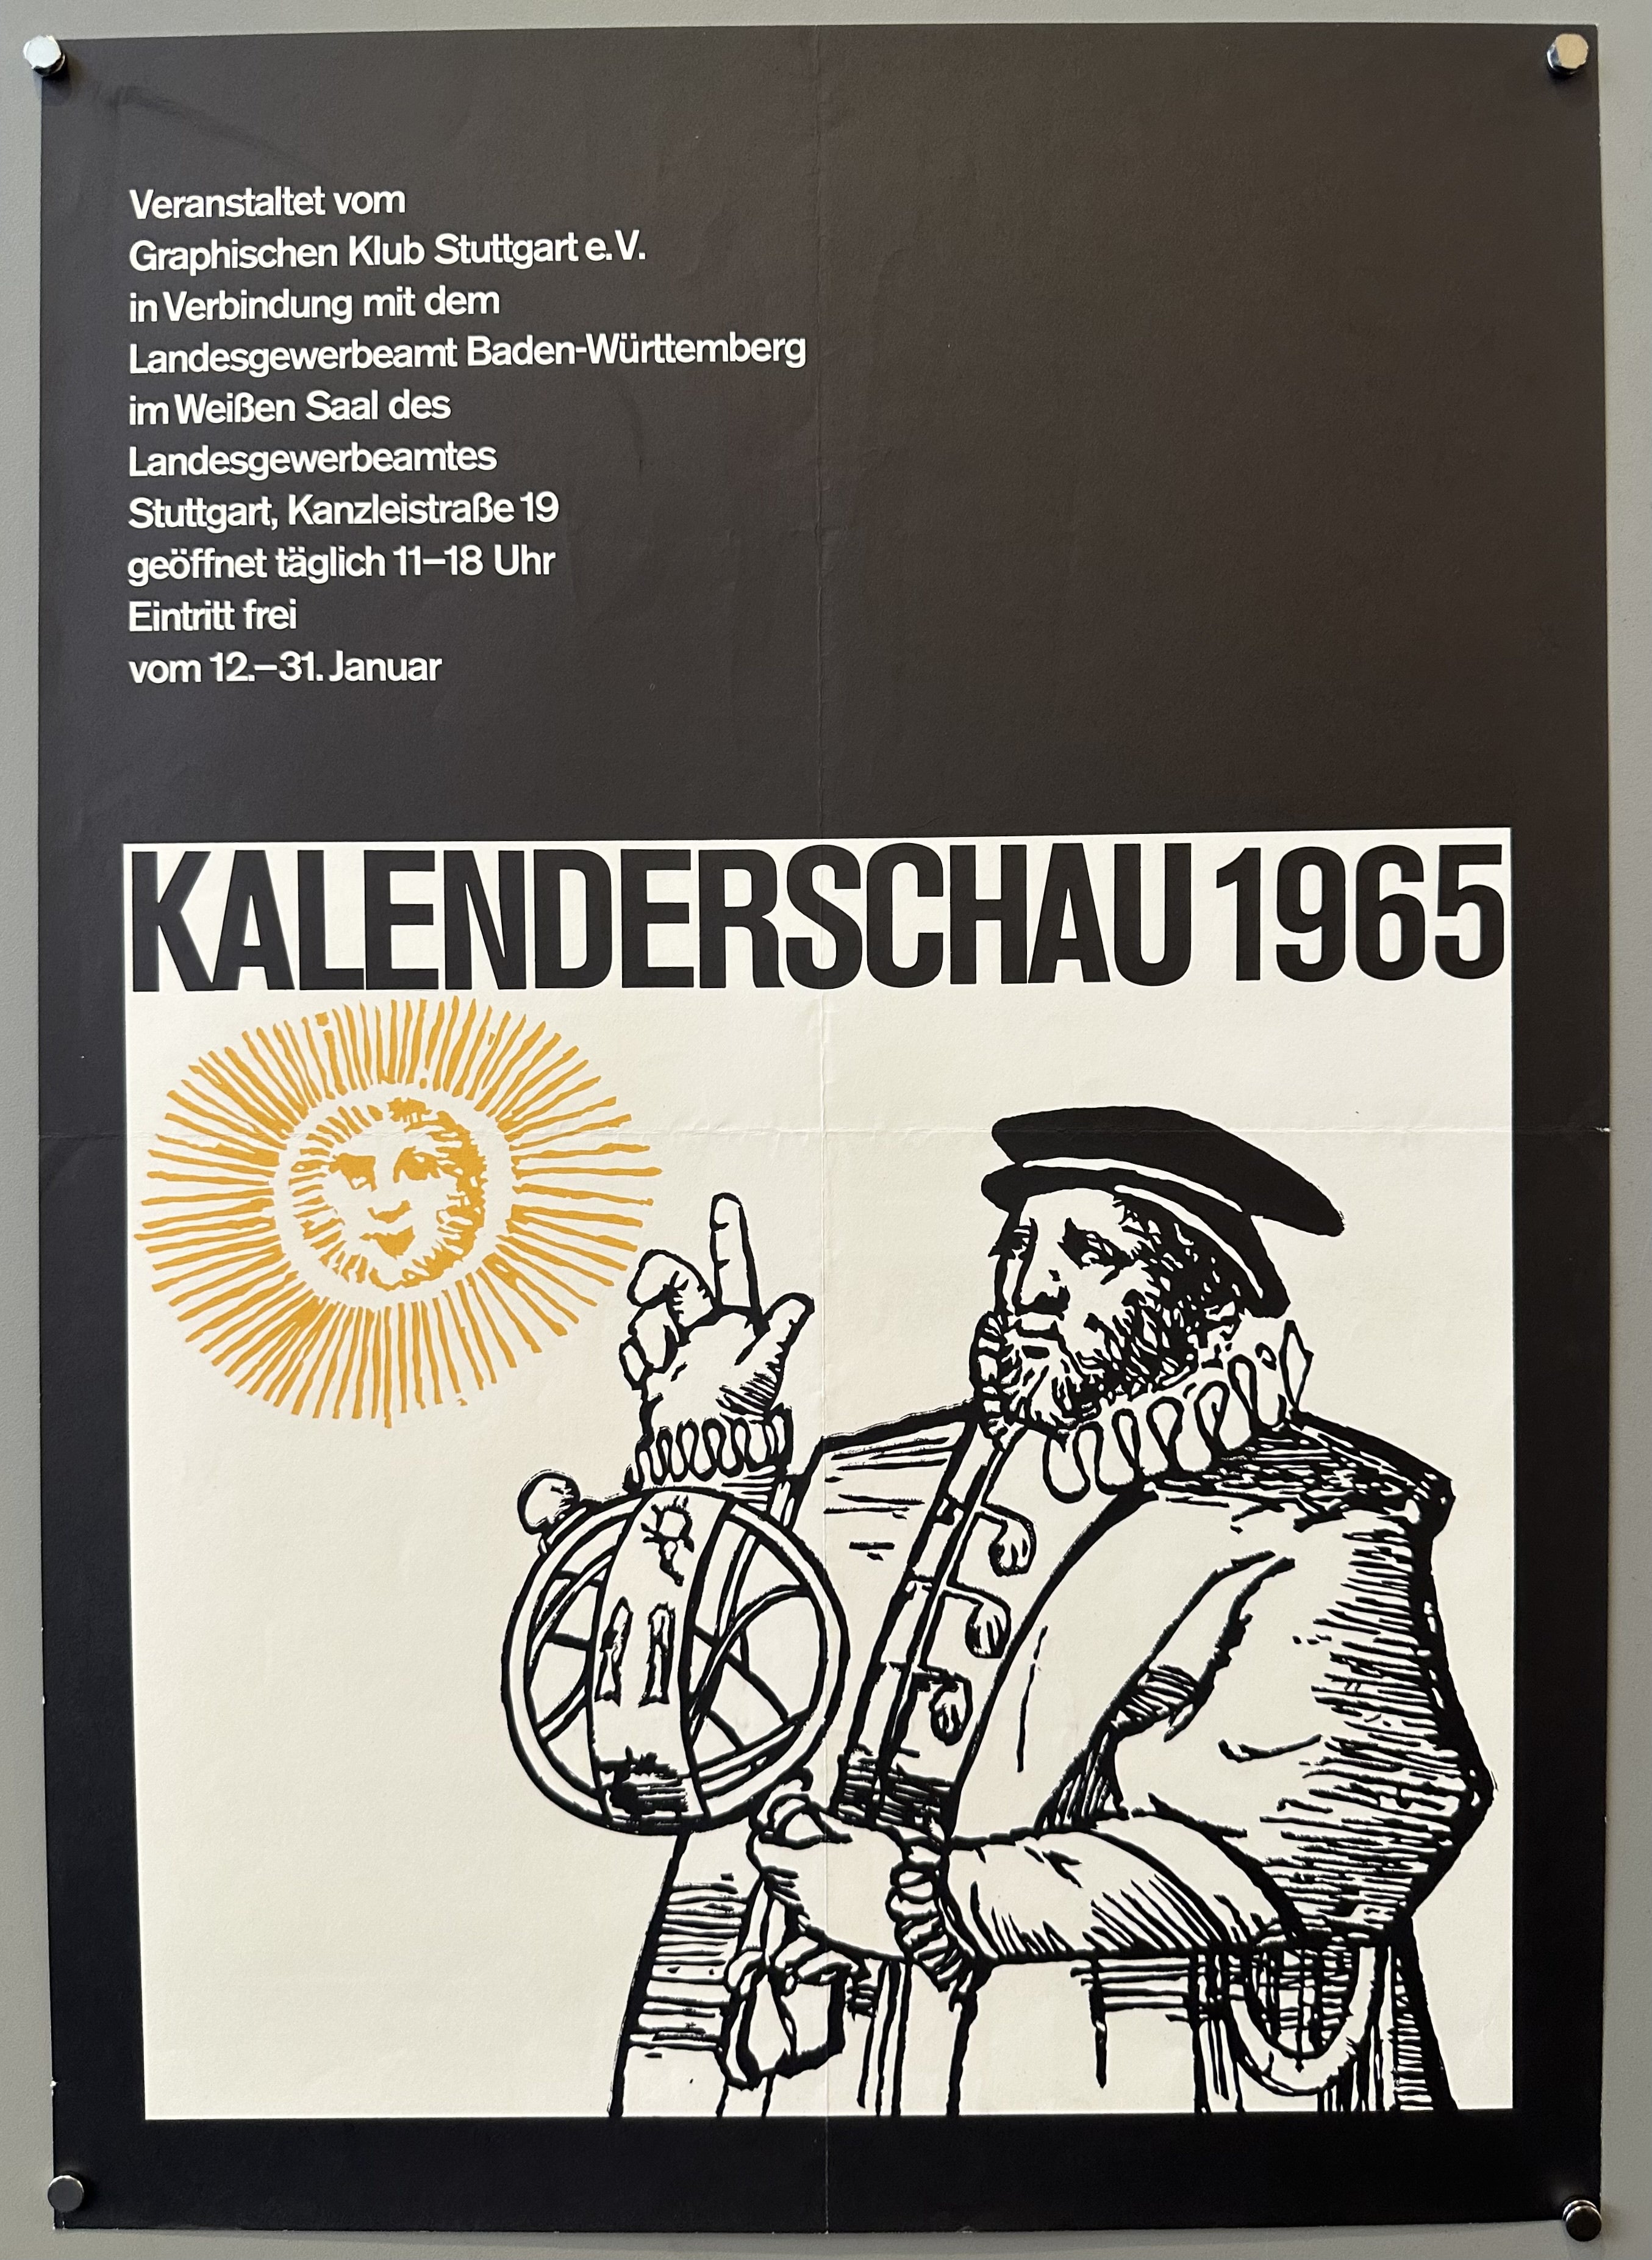 Veranstaltet vom
Graphischen Klub Stuttgart e.V.
in Verbindung mit dem
Landesgewerbeamt Baden-Württemberg
im Weißen Saal des
Landesgewerbeamtes
Stuttgart, Kanzleistraße 19
geöffnet täglich 11–18 Uhr
Eintritt frei
vom 12.–31. Januar
KALENDERSCHAU 1965